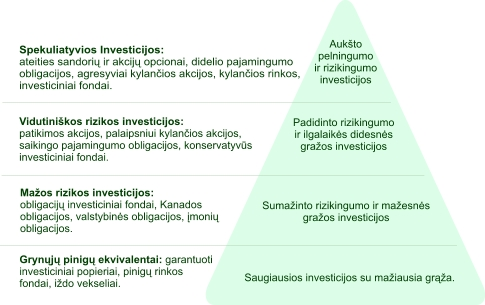 Spekuliatyvios Investicijos:
ateities sandorių ir akcijų opcionai, didelio pajamingumo
obligacijos, agresyviai kylančios akcijos, kylančios rinkos,
investiciniai fondai.
Aukšto
pelningumo
ir rizikingumo
investicijos
Vidutiniškos rizikos investicijos:
patikimos akcijos, palaipsniui kylančios akcijos,
saikingo pajamingumo obligacijos, konservatyvūs
investiciniai fondai.
Padidinto rizikingumo
ir ilgalaikės didesnės
gražos investicijos
Mažos rizikos investicijos:
obligacijų investiciniai fondai, Kanados
obligacijos, valstybinės obligacijos, įmonių
obligacijos.
Sumažinto rizikingumo ir mažesnės
gražos investicijos
Grynųjų pinigų ekvivalentai: garantuoti
investiciniai popieriai, pinigų rinkos
fondai, iždo vekseliai.
Saugiausios investicijos su mažiausia grąža.